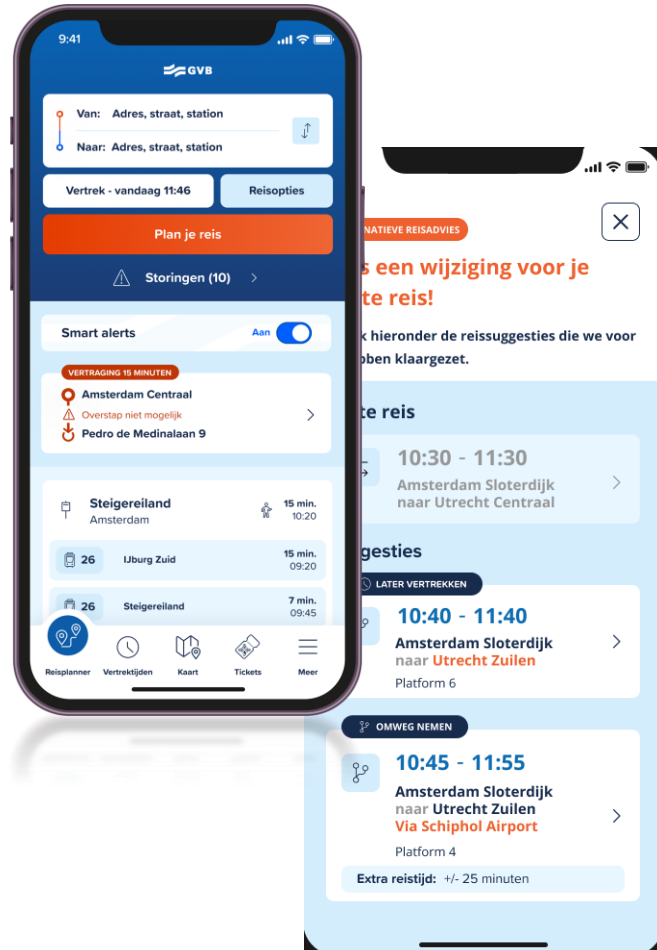 9:41
GVB
Van: Adres, straat, station
Naar: Adres, straat, station
Vertrek - vandaag 11:46
Reisopties
Plan je reis
Storingen (10)
Smart alerts
Aan
VERTRAGING 15 MINUTEN
Amsterdam Centraal
Overstap niet mogelijk
Pedro de Medinalaan 9
Steigereiland
15 min.
Amsterdam
10:20
26 IJburg Zuid
15 min.
09:20
26 Steigereiland
7 min.
09:45
Reisplanner
Vertrektijden
Kaart
Tickets
Meer
NATIEVE REISADVIES
een wijziging voor je
te reis!
hieronder de reissuggesties die we voor
klaargezet.
te reis
10:30 - 11:30
Amsterdam Sloterdijk
naar Utrecht Centraal
gesties
LATER VERTREKKEN
10:40 - 11:40
Amsterdam Sloterdijk
naar Utrecht Zuilen
Platform 6
OMWEG NEMEN
10:45 - 11:55
Amsterdam Sloterdijk
naar Utrecht Zuilen
Via Schiphol Airport
Platform 4
Extra reistijd: +/- 25 minuten